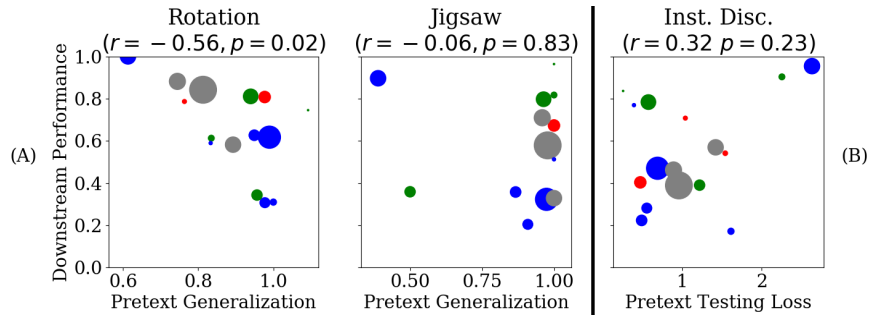 Rotation
(r = −0.56, p = 0.02)
Jigsaw
(r = −0.06, p = 0.83)
Inst. Disc.
(r = 0.32 p = 0.23)
(A)
Downstream Performance
1.0
0.8
0.6
0.4
0.2
0.0
0.6 0.8 1.0
Pretext Generalization
0.50 0.75 1.00
Pretext Generalization
1 2
Pretext Testing Loss
(B)